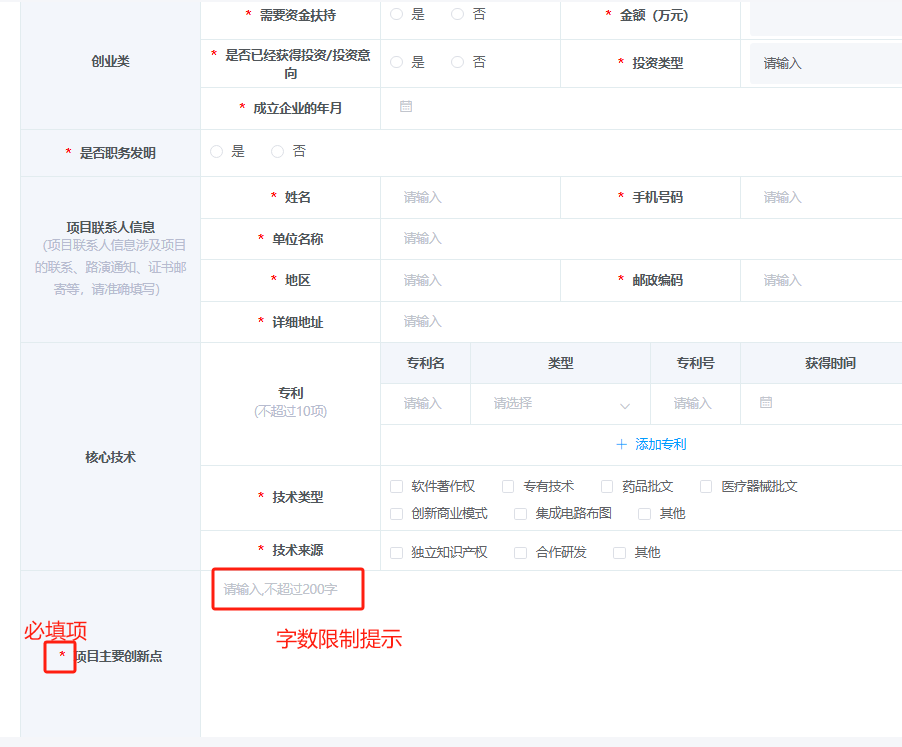 * 需要资金扶持 是 否 * 金额（万元）
创业类
* 是否已经获得投资/投资意向 是 否 * 投资类型 请输入
* 成立企业的年月
* 是否职务发明 是 否
* 姓名 请输入 * 手机号码 请输入
项目联系人信息
(项目联系人信息涉及项目
的联系、路演通知、证书邮
寄等，请准确填写)
* 单位名称 请输入
* 地区 请输入 * 邮政编码 请输入
* 详细地址 请输入
专利名 类型 专利号 获得时间
专利
(不超过10项)
请输入 请选择 请输入
+ 添加专利
核心技术
* 技术类型 软件著作权 专有技术 药品批文 医疗器械批文
创新商业模式 集成电路布图 其他
* 技术来源 独立知识产权 合作研发 其他
请输入,不超过200字
必填项
字数限制提示
* 项目主要创新点